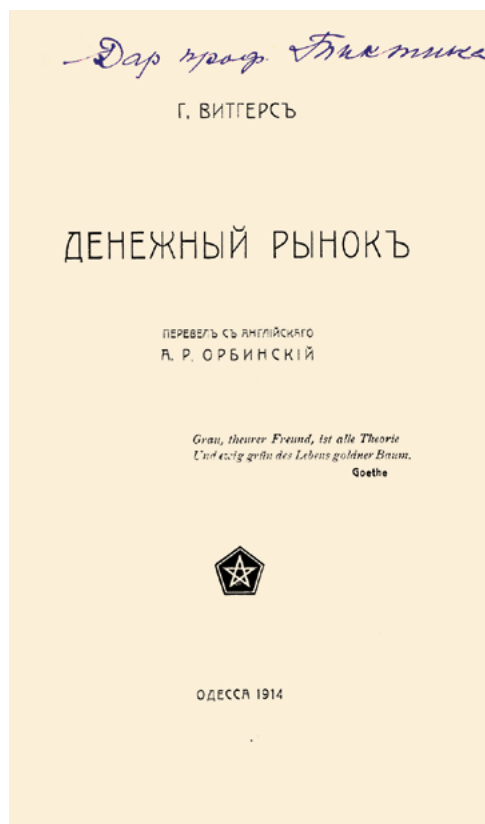 Дар проф. Тиктина
Г. ВИТГЕРСЪ
ДЕНЕЖНЫЙ РЫНОКЪ
ПЕРЕВЕЛЪ СЪ АНГЛІЙСКАГО
А. Р. ОРБИНСКІЙ
Grau, theurer Freund, ist alle Theorie
Und ewig grün des Lebens goldner Baum.
Goethe
ОДЕССА 1914